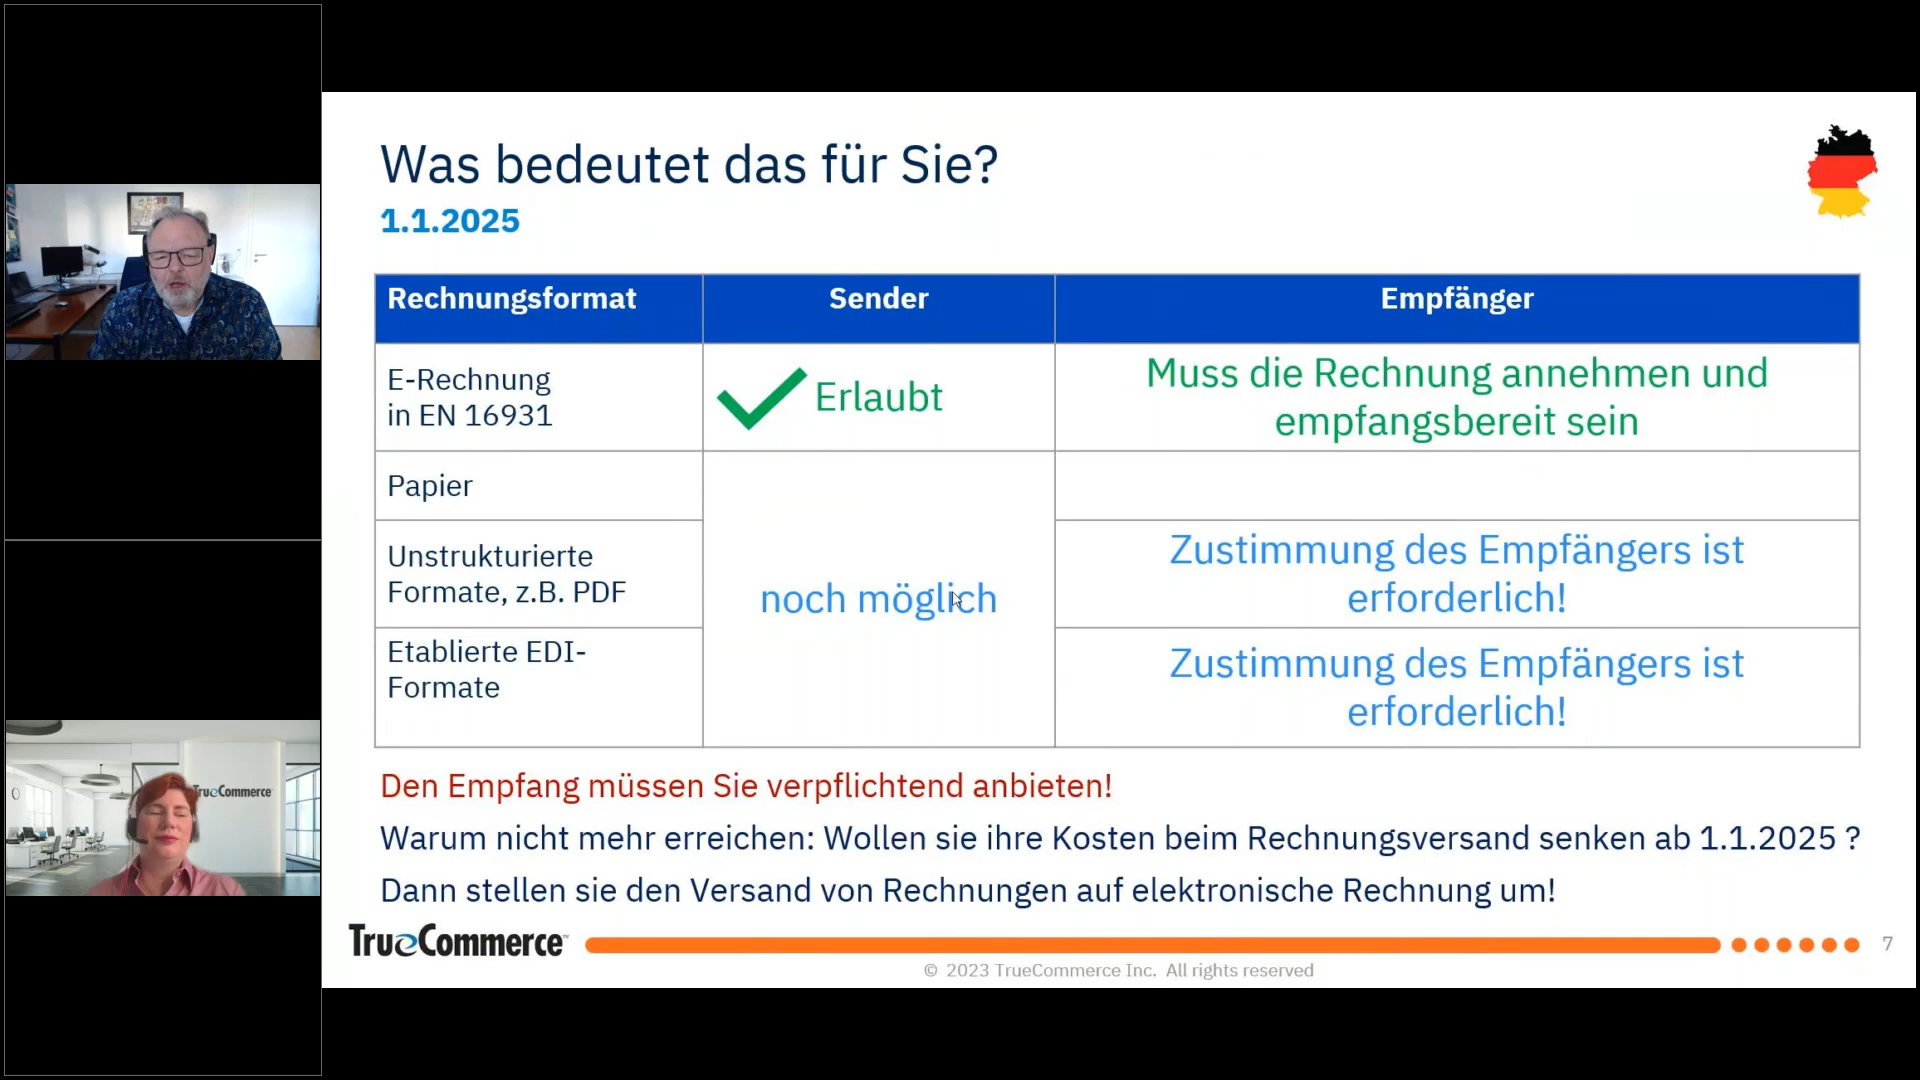 Was bedeutet das für Sie?
1.1.2025
Rechnungsformat
Sender
Empfänger
E-Rechnung
in EN 16931
Erlaubt
Muss die Rechnung annehmen und
empfangsbereit sein
Papier
noch möglich
Unstrukturierte
Formate, z.B. PDF
Zustimmung des Empfängers ist
erforderlich!
Etablierte EDI-
Formate
Zustimmung des Empfängers ist
erforderlich!
Den Empfang müssen Sie verpflichtend anbieten!
Warum nicht mehr erreichen: Wollen sie ihre Kosten beim Rechnungsversand senken ab 1.1.2025 ?
Dann stellen sie den Versand von Rechnungen auf elektronische Rechnung um!
TrueCommerce
7
© 2023 TrueCommerce Inc. All rights reserved
TrueCommerce